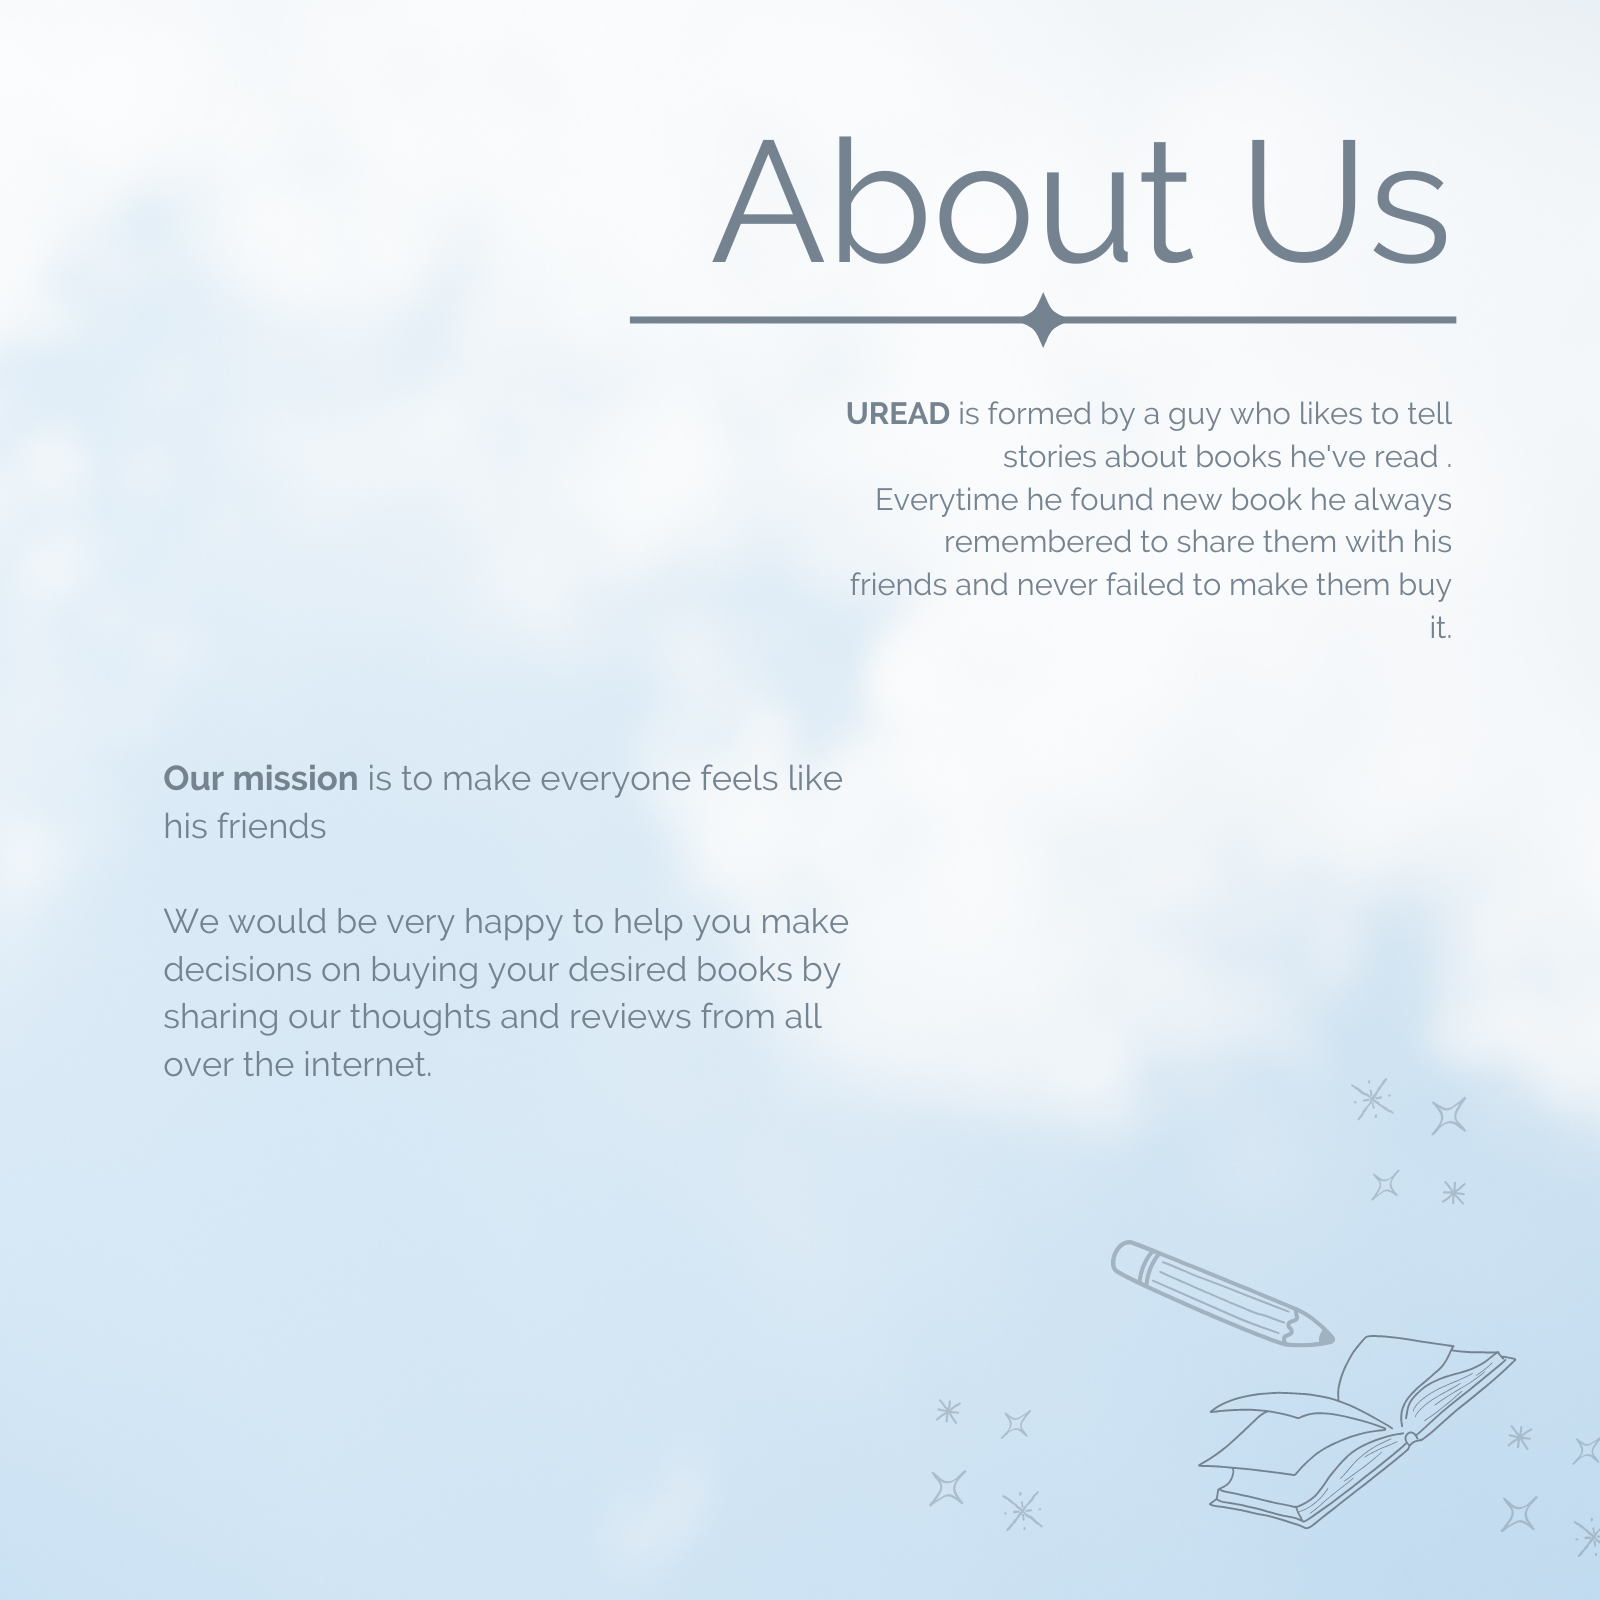 About Us
UREAD is formed by a guy who likes to tell
stories about books he've read .
Everytime he found new book he always
remembered to share them with his
friends and never failed to make them buy
it.
Our mission is to make everyone feels like
his friends
We would be very happy to help you make
decisions on buying your desired books by
sharing our thoughts and reviews from all
over the internet.